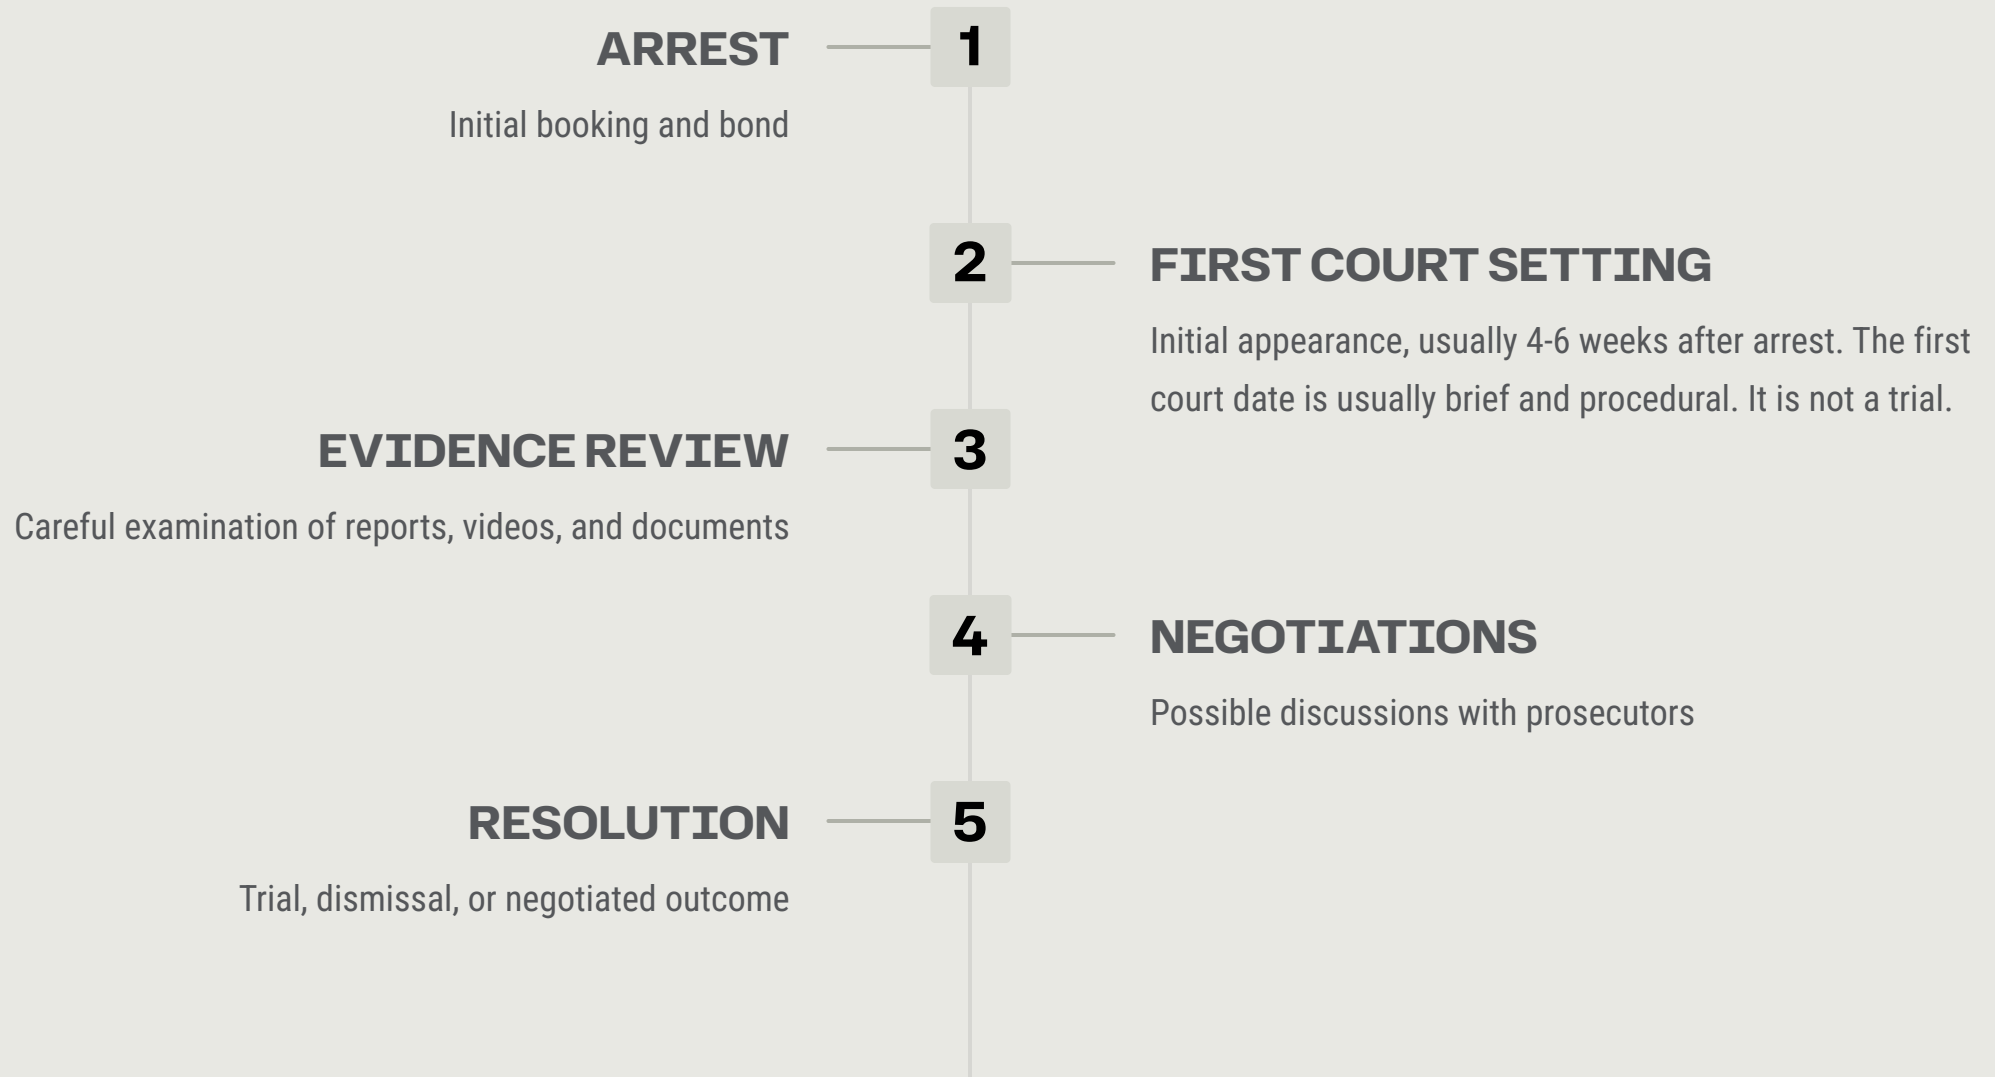 1
ARREST
Initial booking and bond
2
FIRST COURT SETTING
Initial appearance, usually 4-6 weeks after arrest. The first
court date is usually brief and procedural. It is not a trial.
3
EVIDENCE REVIEW
Careful examination of reports, videos, and documents
4
NEGOTIATIONS
Possible discussions with prosecutors
5
RESOLUTION
Trial, dismissal, or negotiated outcome